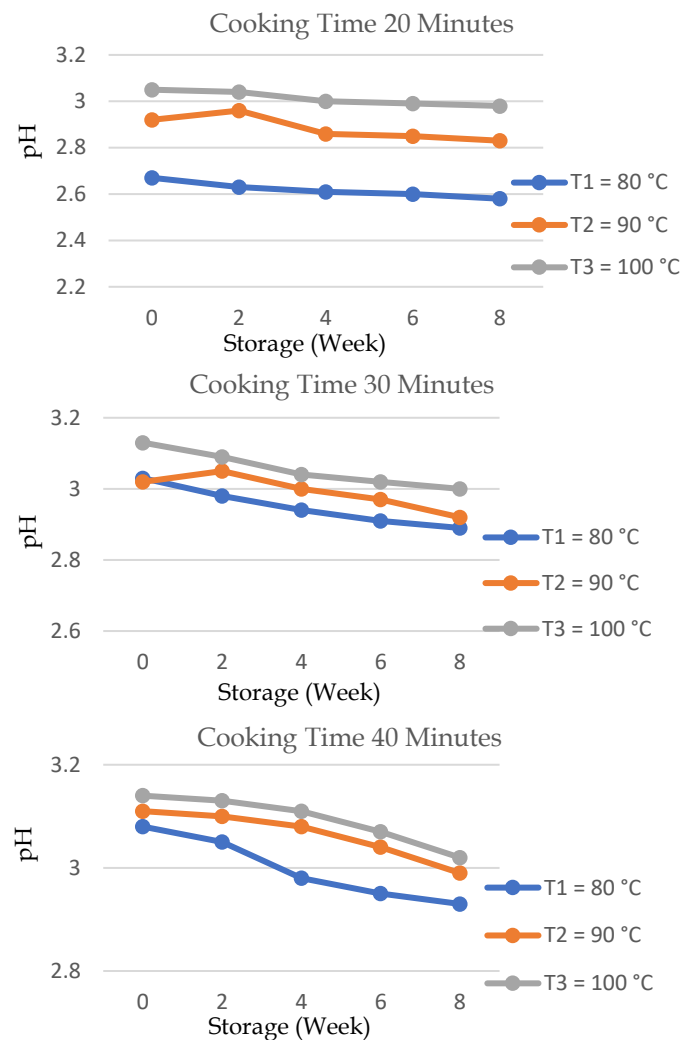 Cooking Time 20 Minutes
3.2
3
2.8
2.6
2.4
2.2
pH
0 2 4 6 8
Storage (Week)
T1 = 80 °C
T2 = 90 °C
T3 = 100 °C
Cooking Time 30 Minutes
3.2
3
2.8
2.6
pH
0 2 4 6 8
Storage (Week)
T1 = 80 °C
T2 = 90 °C
T3 = 100 °C
Cooking Time 40 Minutes
3.2
3
2.8
pH
0 2 4 6 8
Storage (Week)
T1 = 80 °C
T2 = 90 °C
T3 = 100 °C